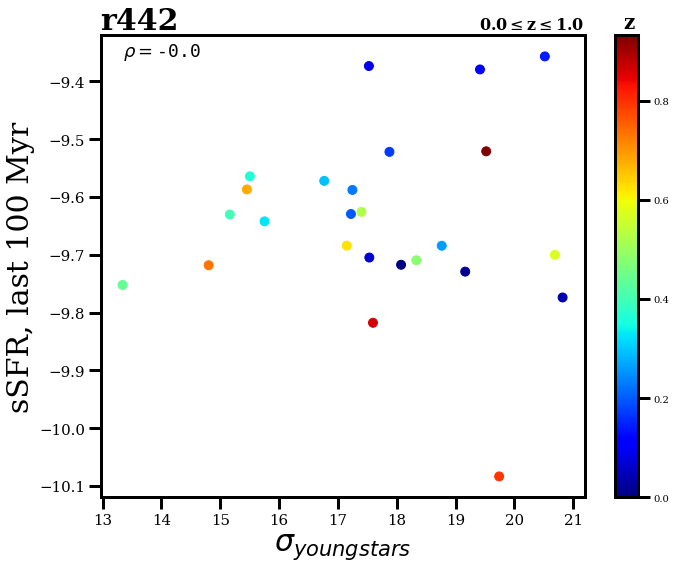 r442
0.0 ≤ z ≤ 1.0
z
ρ = -0.0
−9.4
−9.5
−9.6
−9.7
−9.8
−9.9
−10.0
−10.1
sSFR, last 100 Myr
13 14 15 16 17 18 19 20 21
σyoungstars
0.8
0.6
0.4
0.2
0.0